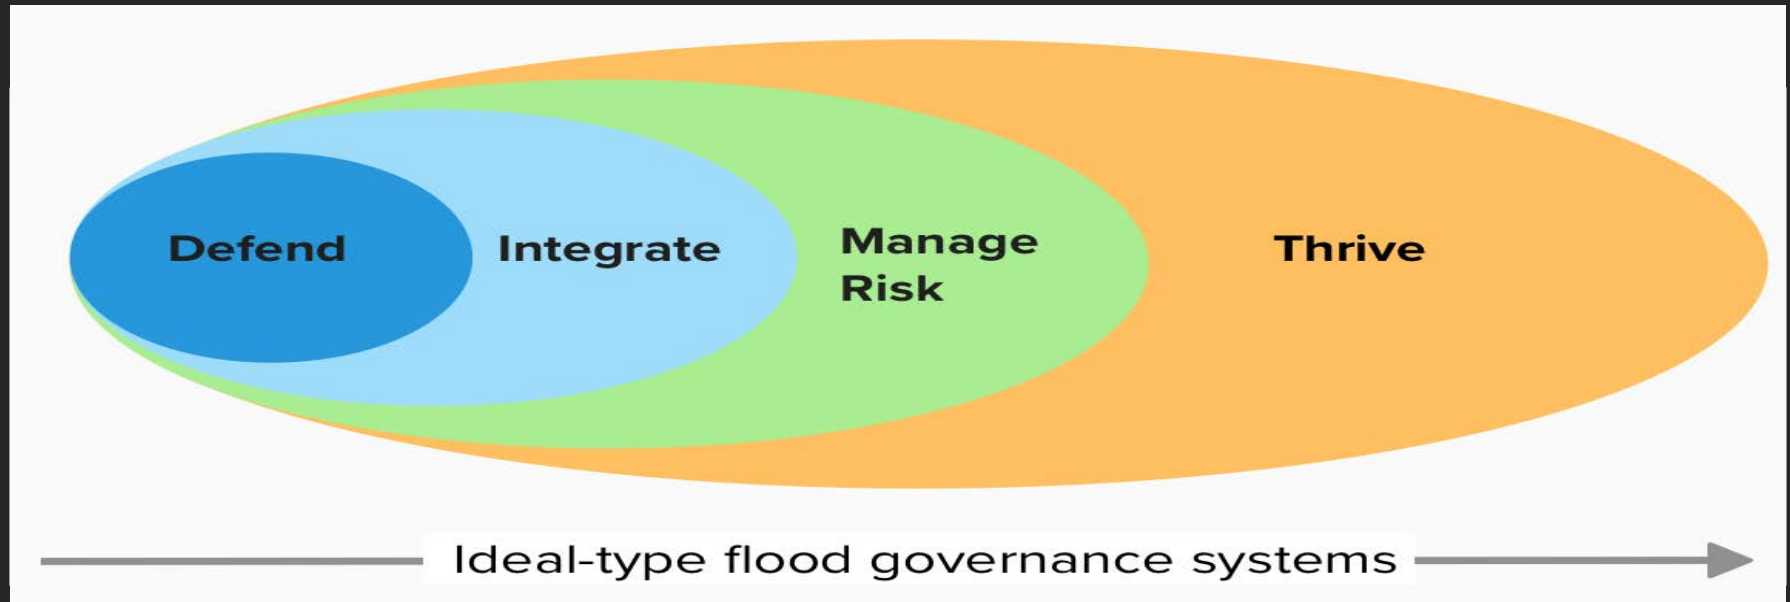 Defend
Integrate
Manage
Risk
Thrive
Ideal-type flood governance systems